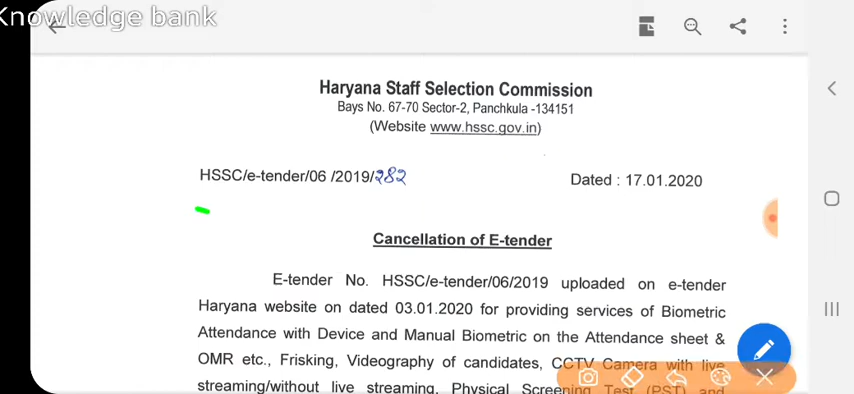 Knowledge bank
Haryana Staff Selection Commission
Bays No. 67-70 Sector-2, Panchkula -134151
(Website www.hssc.gov.in)
HSSC/e-tender/06 /2019/282
Dated : 17.01.2020
Cancellation of E-tender
E-tender No. HSSC/e-tender/06/2019 uploaded on e-tender
Haryana website on dated 03.01.2020 for providing services of Biometric
Attendance with Device and Manual Biometric on the Attendance sheet &
OMR etc., Frisking, Videography of candidates, CCTV Camera with live
streaming/without live streaming, Physical Screening Test (PST) and